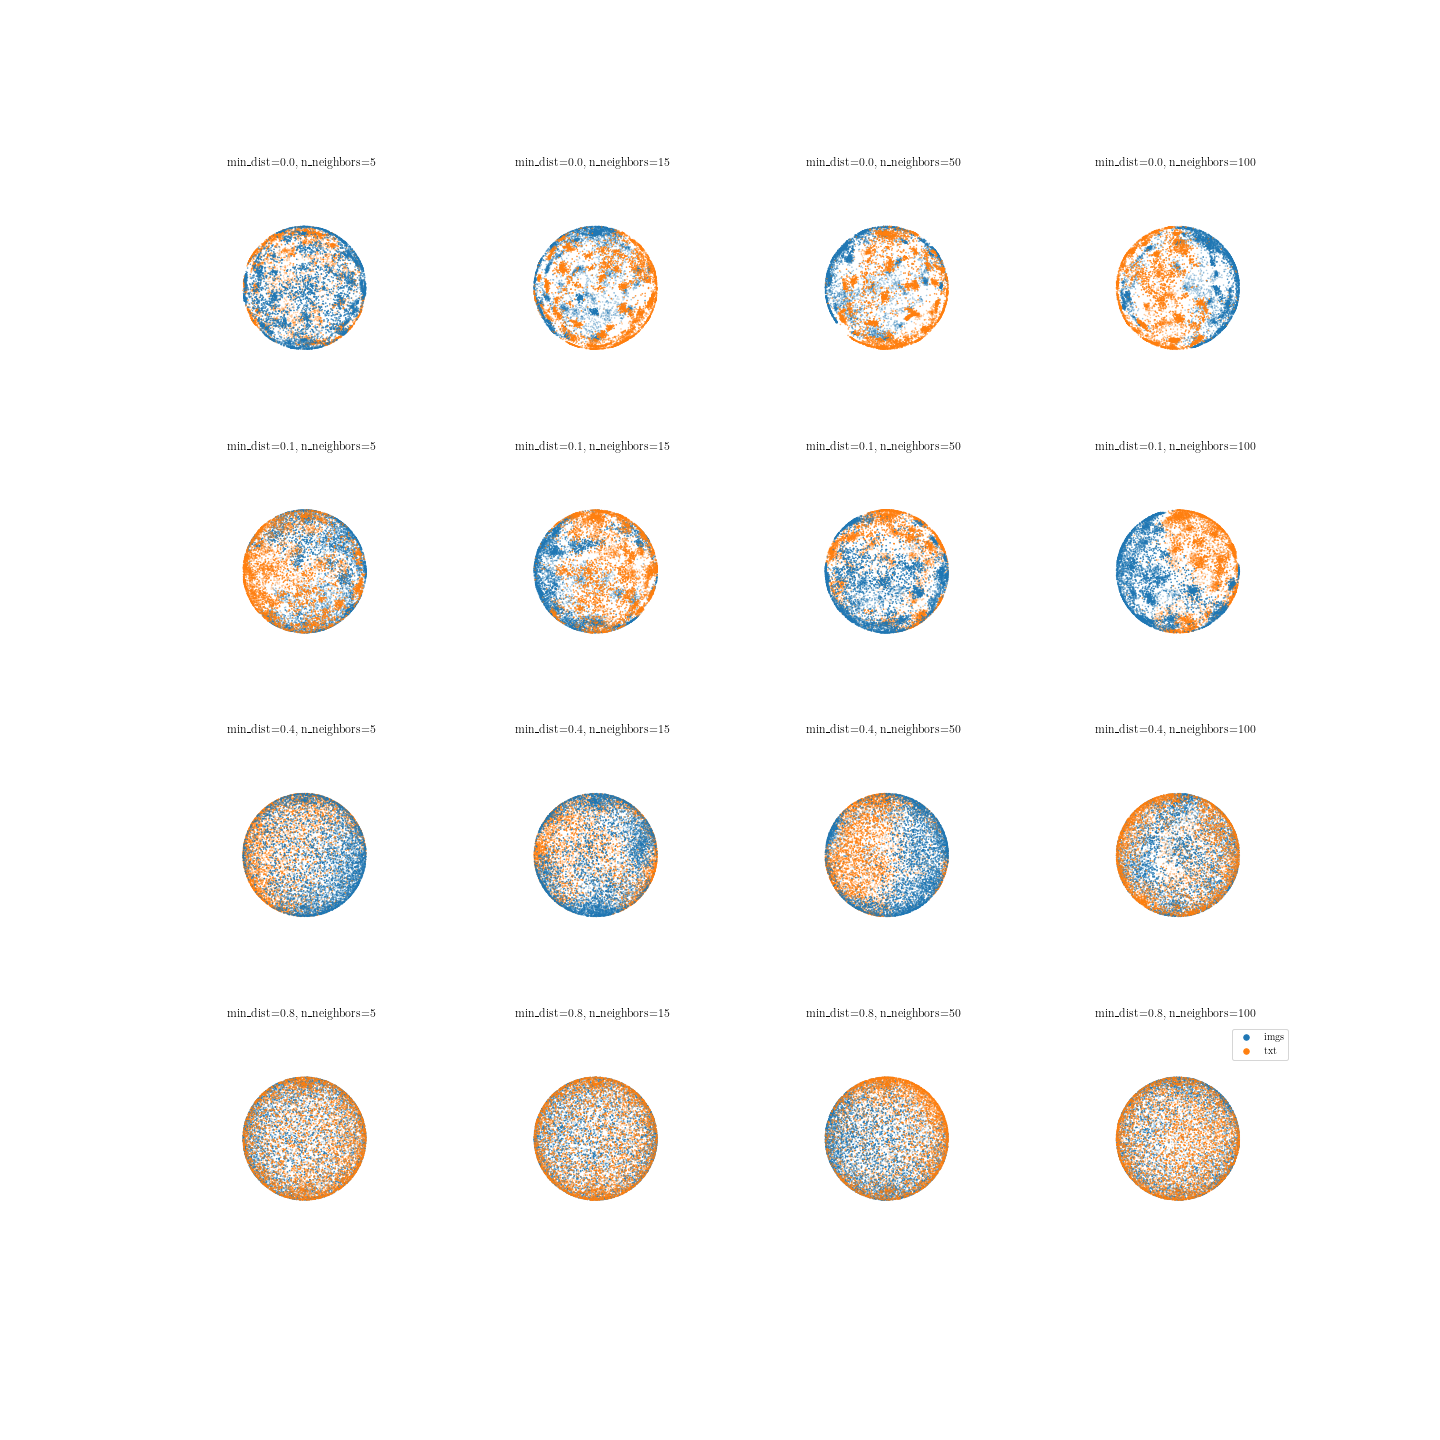 min_dist=0.0, n_neighbors=5
min_dist=0.0, n_neighbors=15
min_dist=0.0, n_neighbors=50
min_dist=0.0, n_neighbors=100
min_dist=0.1, n_neighbors=5
min_dist=0.1, n_neighbors=15
min_dist=0.1, n_neighbors=50
min_dist=0.1, n_neighbors=100
min_dist=0.4, n_neighbors=5
min_dist=0.4, n_neighbors=15
min_dist=0.4, n_neighbors=50
min_dist=0.4, n_neighbors=100
min_dist=0.8, n_neighbors=5
min_dist=0.8, n_neighbors=15
min_dist=0.8, n_neighbors=50
min_dist=0.8, n_neighbors=100
imgs
txt